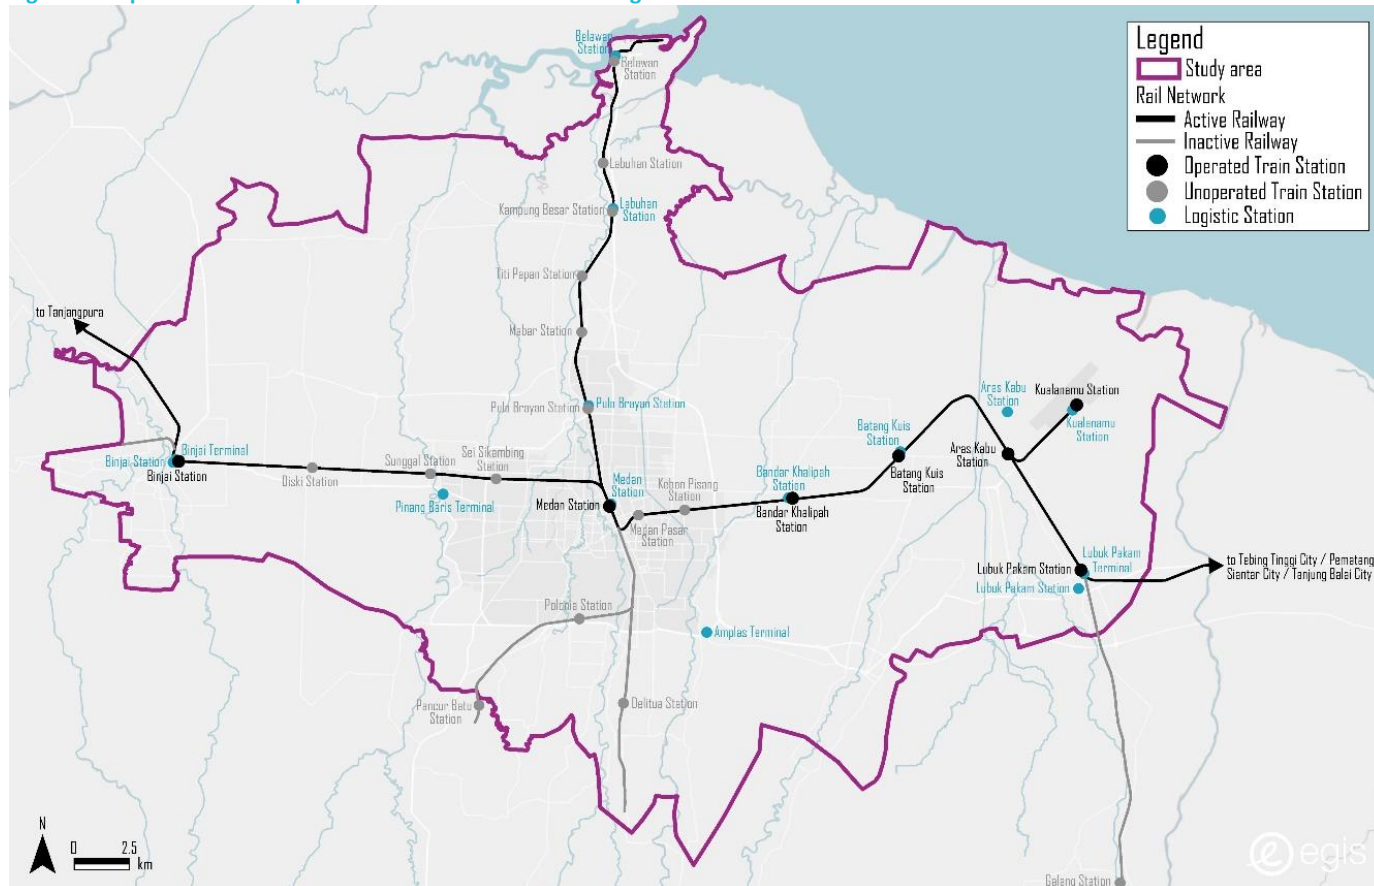 Legend
Study area
Rail Network
Active Railway
Inactive Railway
Operated Train Station
Unoperated Train Station
Logistic Station
Belawan
Station
Belawan
Station
Labuhan Station
Kampung Besar Station
Labuhan
Station
Titi Papan Station
to Tanjangpura
Mabar Station
Pulo Brayan Station
Pulo Brayan Station
Aras Kabu
Station
Kualanamu Station
Kualanamu
Station
Batang Kuis
Station
Aras Kabu
Station
Batang Kuis
Station
Binjai Terminal
Binjai Station
Binjai Station
Diski Station
Sunggal Station
Sei Sikambing
Station
Pinang Baris Terminal
Medan
Station
Medan Station
Kebon Pisang
Station
Medan Pasar
Station
Bandar Khalipah
Station
Bandar Khalipah
Station
Lubuk Pakam
Terminal
Lubuk Pakam Station
Lubuk Pakam Station
to Tebing Tinggi City / Pematang
Siantar City / Tanjung Balai City
Polonia Station
Amplas Terminal
Pancur Batu
Station
Delitua Station
N
0 2.5
km
egis
Galang Station